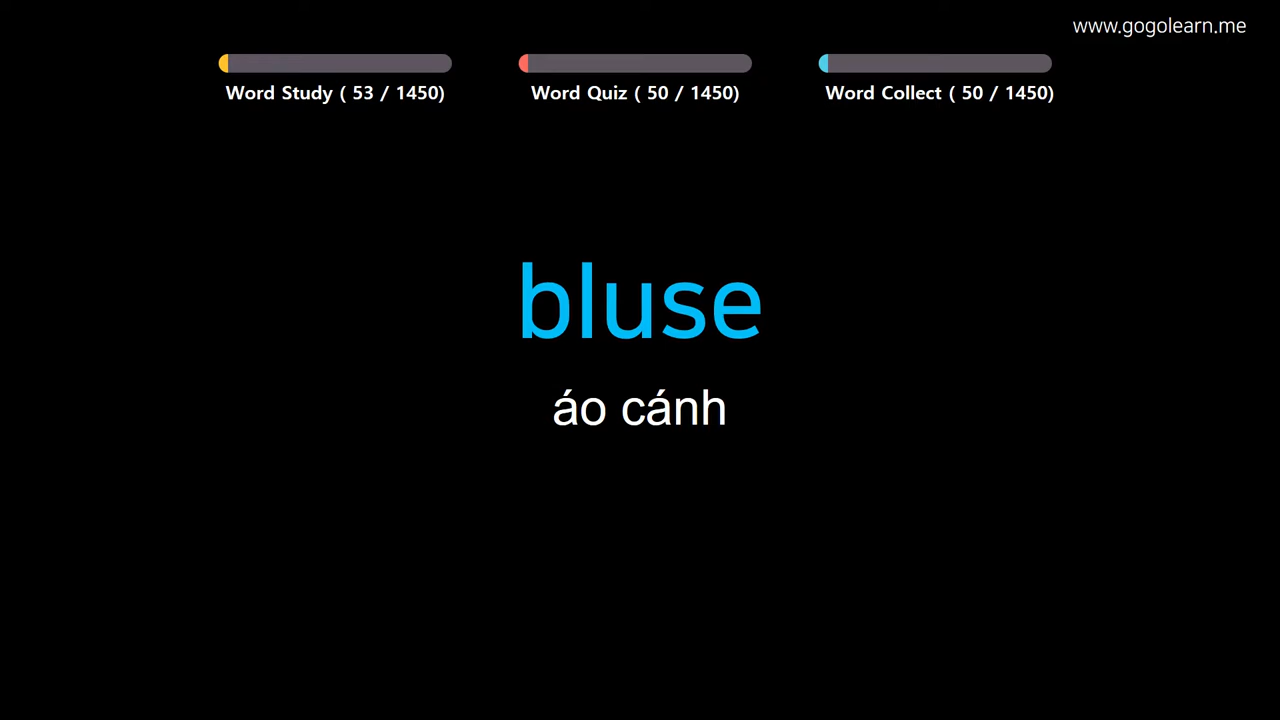 www.gogolearn.me
Word Study ( 53 / 1450)
Word Quiz ( 50 / 1450)
Word Collect ( 50 / 1450)
bluse
áo cánh